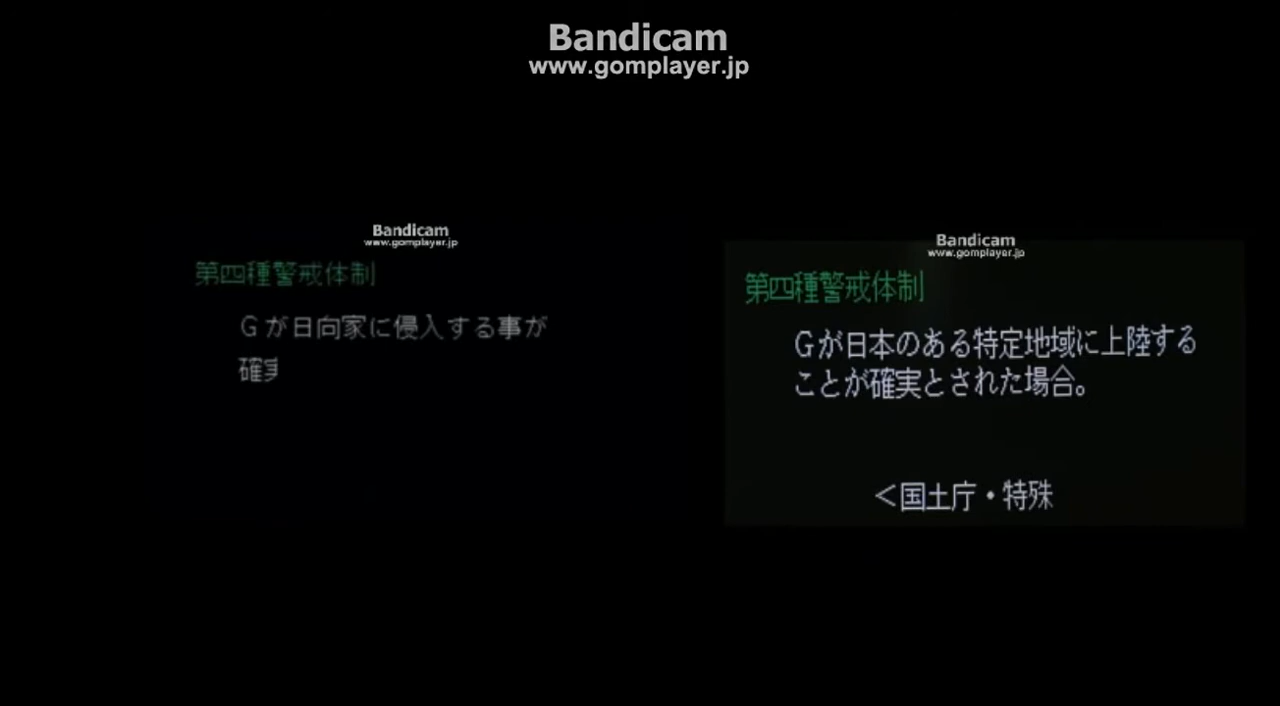 Bandicam
www.gomplayer.jp
Bandicam
www.gomplayer.jp
第四種警戒体制
Gが日向家に侵入する事が
確実
Bandicam
www.gomplayer.jp
第四種警戒体制
Gが日本のある特定地域に上陸する
ことが確実とされた場合。
<国土庁・特殊